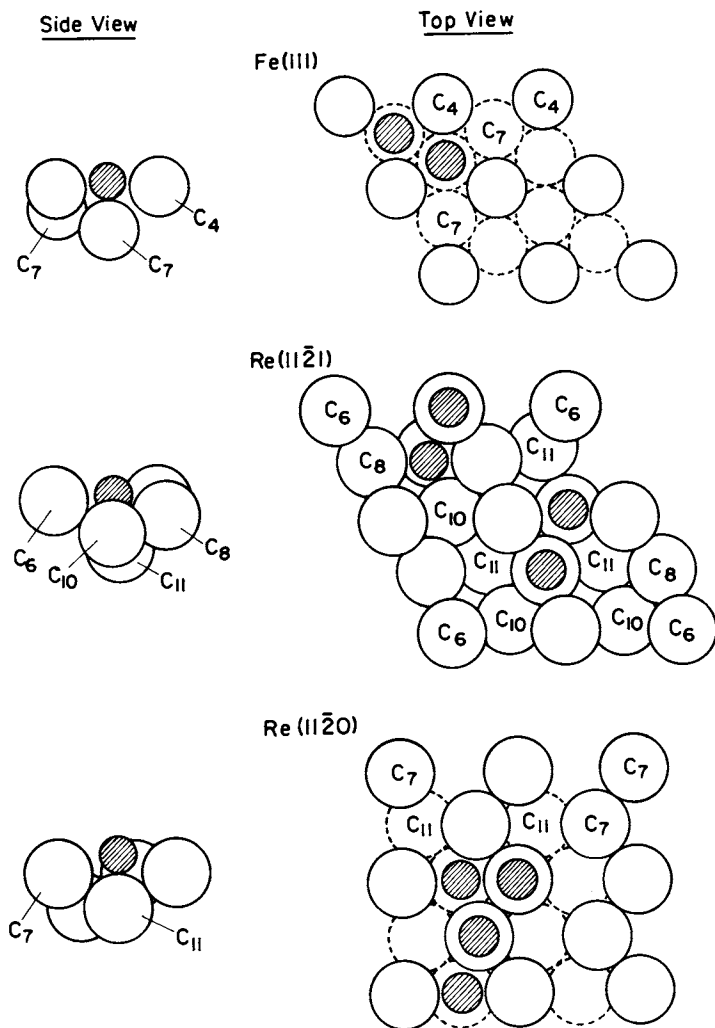 Side View
Top View
Fe(111)
C4 C4
C7
C7
C4
C7 C7
Re(112̄1)
C6 C6
C8 C11
C10
C11 C11 C8
C6 C10 C10 C6
C6 C10 C11 C8
Re(112̄0)
C7 C7
C11 C11 C7
C7 C11